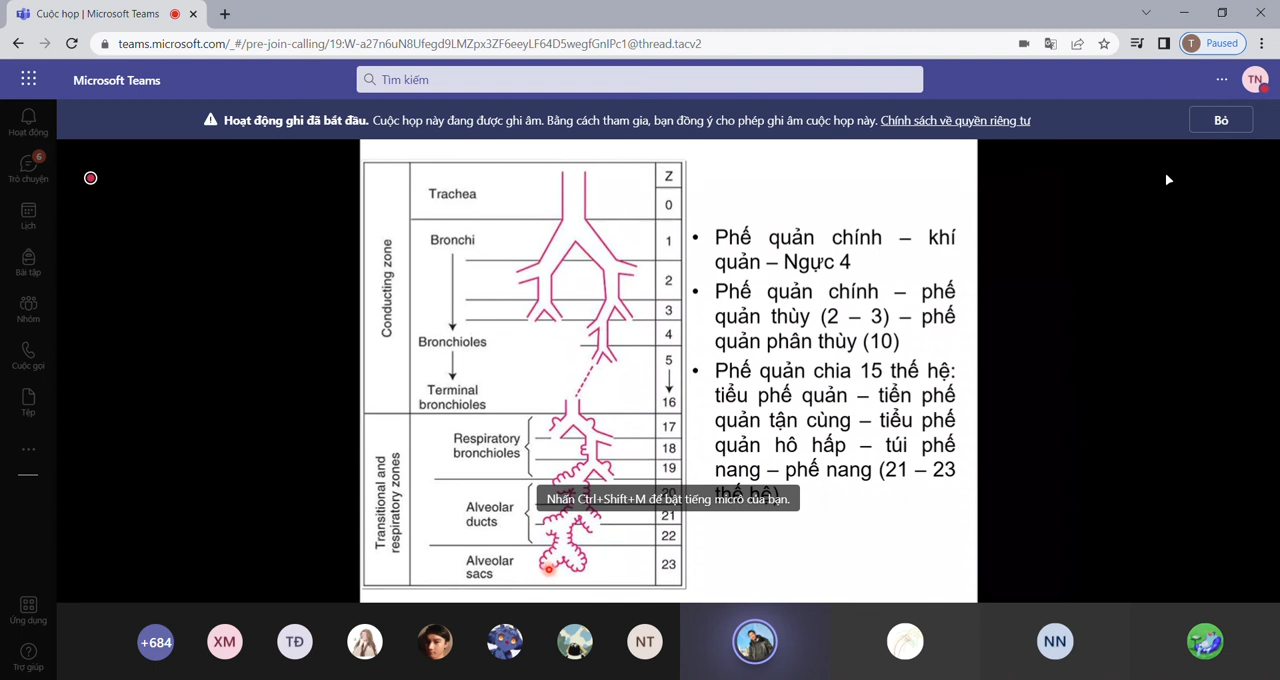 Cuộc họp | Microsoft Teams
teams.microsoft.com/_#/pre-join-calling/19:W-a27n6uN8Ufegd9LMZpx3ZF6eeyLF64D5wegfGnIPc1@thread.tacv2
T Paused
Microsoft Teams
Tìm kiếm
TN
Hoạt động ghi đã bắt đầu. Cuộc họp này đang được ghi âm. Bằng cách tham gia, bạn đồng ý cho phép ghi âm cuộc họp này. Chính sách về quyền riêng tư
Bỏ
Hoạt động
6
Trò chuyện
Lịch
Bài tập
Nhóm
Cuộc gọi
Tệp
Ứng dụng
Trợ giúp
Conducting zone
Transitional and
respiratory zones
Trachea
Bronchi
Bronchioles
Terminal
bronchioles
Respiratory
bronchioles
Alveolar
ducts
Alveolar
sacs
Z
0
1
2
3
4
5
16
17
18
19
20
21
22
23
• Phế quản chính – khí
quản – Ngực 4
• Phế quản chính – phế
quản thùy (2 – 3) – phế
quản phân thùy (10)
• Phế quản chia 15 thế hệ:
tiểu phế quản – tiển phế
quản tận cùng – tiểu phế
quản hô hấp – túi phế
nang – phế nang (21 – 23
thế hệ)
Nhấn Ctrl+Shift+M để bật tiếng micrô của bạn.
+684
XM
TĐ
NT
NN